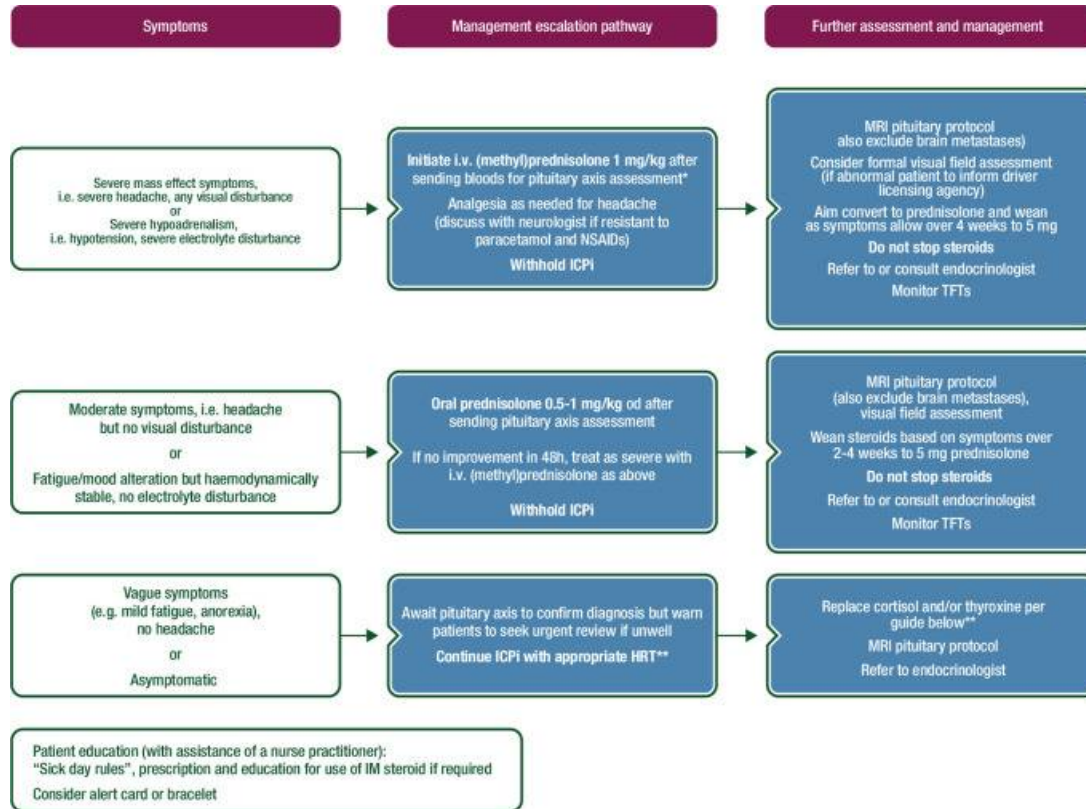 Symptoms
Management escalation pathway
Further assessment and management
Severe mass effect symptoms,
i.e. severe headache, any visual disturbance
or
Severe hypoadrenalism,
i.e. hypotension, severe electrolyte disturbance
Initiate i.v. (methyl)prednisolone 1 mg/kg after
sending bloods for pituitary axis assessment*
Analgesia as needed for headache
(discuss with neurologist if resistant to
paracetamol and NSAIDs)
Withhold ICPi
MRI pituitary protocol
also exclude brain metastases)
Consider formal visual field assessment
(if abnormal patient to inform driver
licensing agency)
Aim convert to prednisolone and wean
as symptoms allow over 4 weeks to 5 mg
Do not stop steroids
Refer to or consult endocrinologist
Monitor TFTs
Moderate symptoms, i.e. headache
but no visual disturbance
or
Fatigue/mood alteration but haemodynamically
stable, no electrolyte disturbance
Oral prednisolone 0.5-1 mg/kg od after
sending pituitary axis assessment
If no improvement in 48h, treat as severe with
i.v. (methyl)prednisolone as above
Withhold ICPi
MRI pituitary protocol
(also exclude brain metastases),
visual field assessment
Wean steroids based on symptoms over
2-4 weeks to 5 mg prednisolone
Do not stop steroids
Refer to or consult endocrinologist
Monitor TFTs
Vague symptoms
(e.g. mild fatigue, anorexia),
no headache
or
Asymptomatic
Await pituitary axis to confirm diagnosis but warn
patients to seek urgent review if unwell
Continue ICPi with appropriate HRT**
Replace cortisol and/or thyroxine per
guide below**
MRI pituitary protocol
Refer to endocrinologist
Patient education (with assistance of a nurse practitioner):
"Sick day rules", prescription and education for use of IM steroid if required
Consider alert card or bracelet